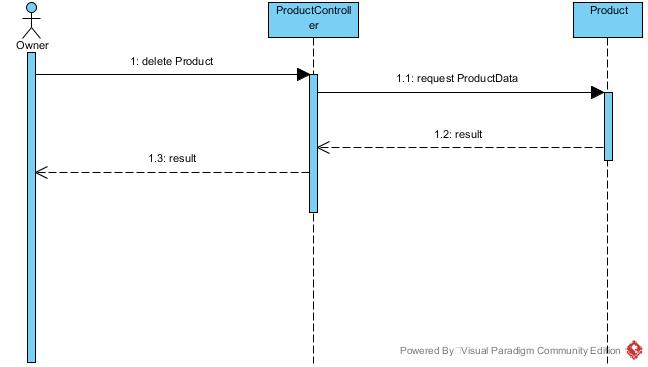 ProductControll
er
Product
Owner
1: delete Product
1.1: request ProductData
1.2: result
1.3: result
Powered By Visual Paradigm Community Edition